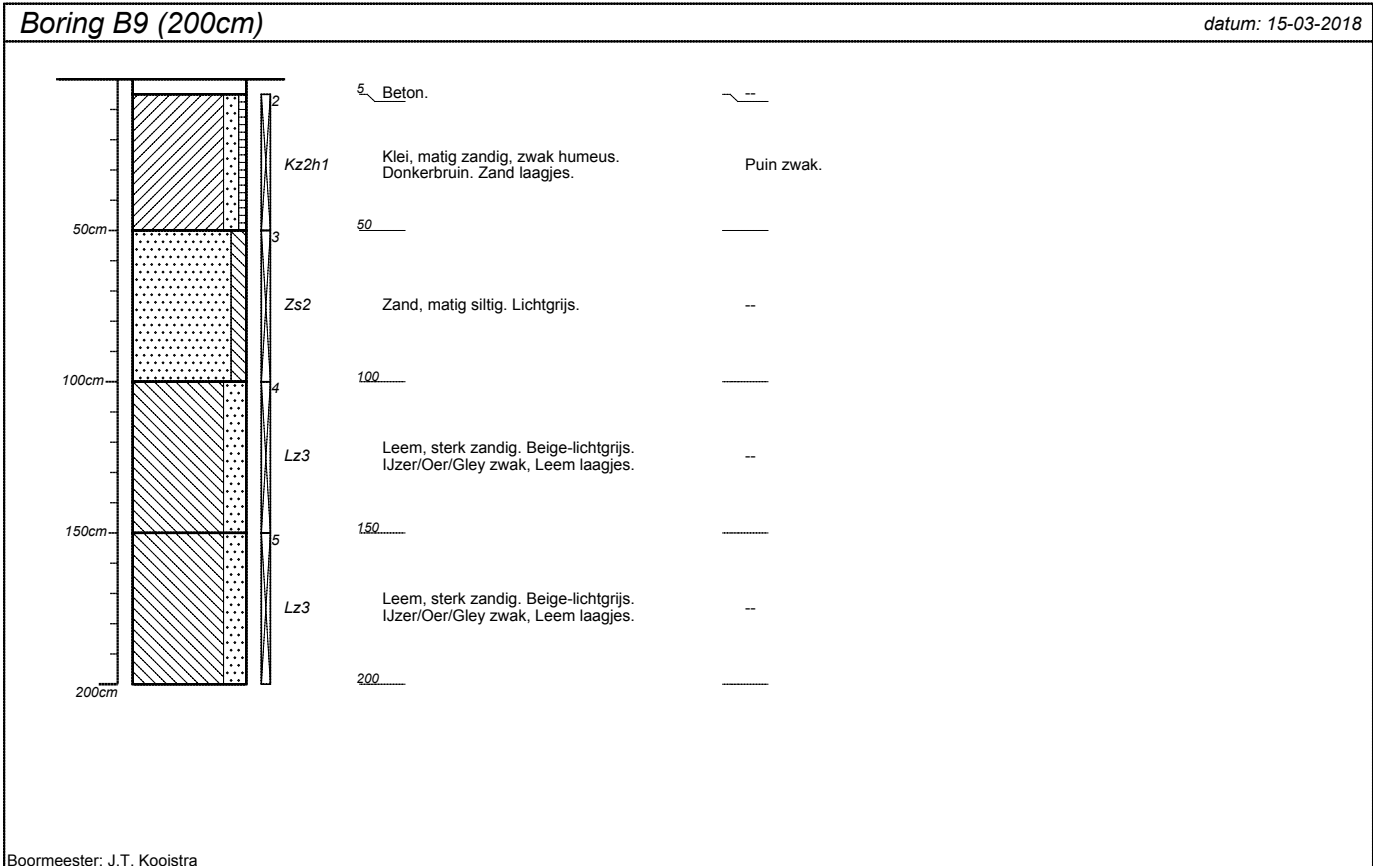 Boring B9 (200cm)
datum: 15-03-2018
5 Beton. --
2
Kz2h1 Klei, matig zandig, zwak humeus. Puin zwak.
Donkerbruin. Zand laagjes.
50cm 50
3
Zs2 Zand, matig siltig. Lichtgrijs. --
100cm 100
4
Lz3 Leem, sterk zandig. Beige-lichtgrijs. --
IJzer/Oer/Gley zwak, Leem laagjes.
150cm 150
5
Lz3 Leem, sterk zandig. Beige-lichtgrijs. --
IJzer/Oer/Gley zwak, Leem laagjes.
200cm 200
Boormeester: J.T. Kooistra